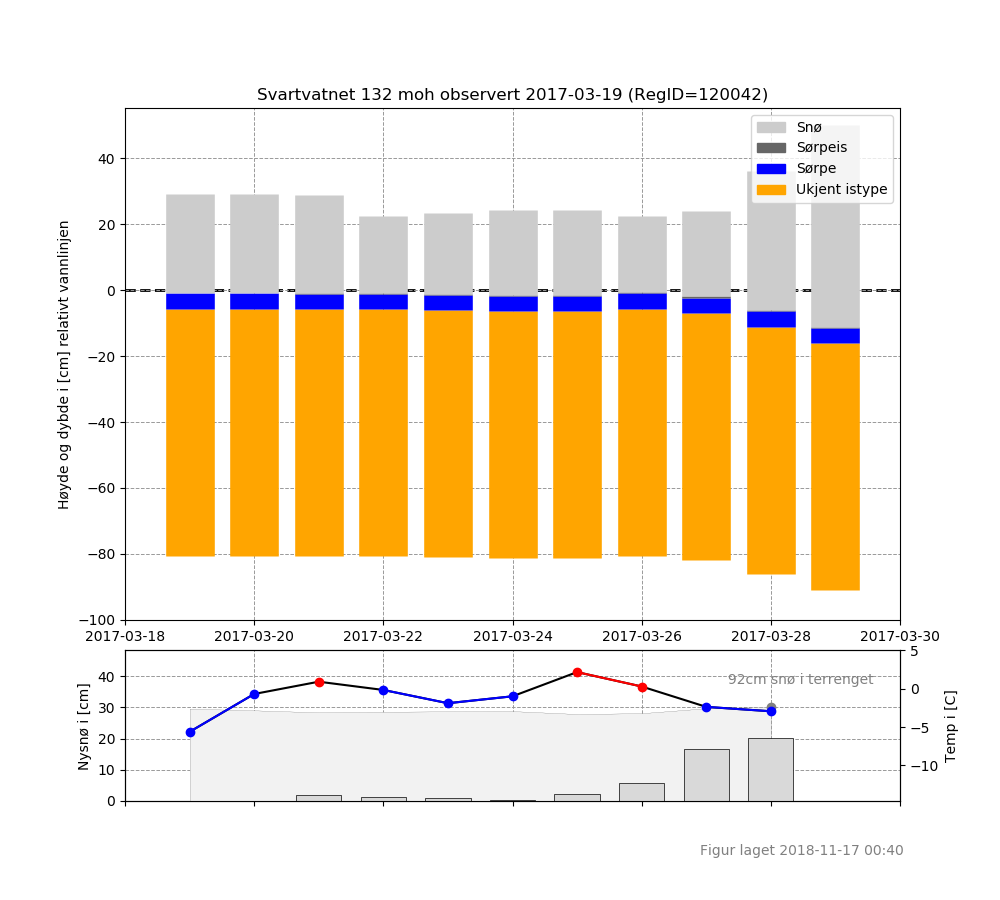 Svartvatnet 132 moh observert 2017-03-19 (RegID=120042)
Snø
Sørpeis
Sørpe
Ukjent istype
Høyde og dybde i [cm] relativt vannlinjen
40
20
0
−20
−40
−60
−80
−100
2017-03-18 2017-03-20 2017-03-22 2017-03-24 2017-03-26 2017-03-28 2017-03-30
92cm snø i terrenget
Nysnø i [cm]
40
30
20
10
0
5
0
−5
−10
Temp i [C]
Figur laget 2018-11-17 00:40